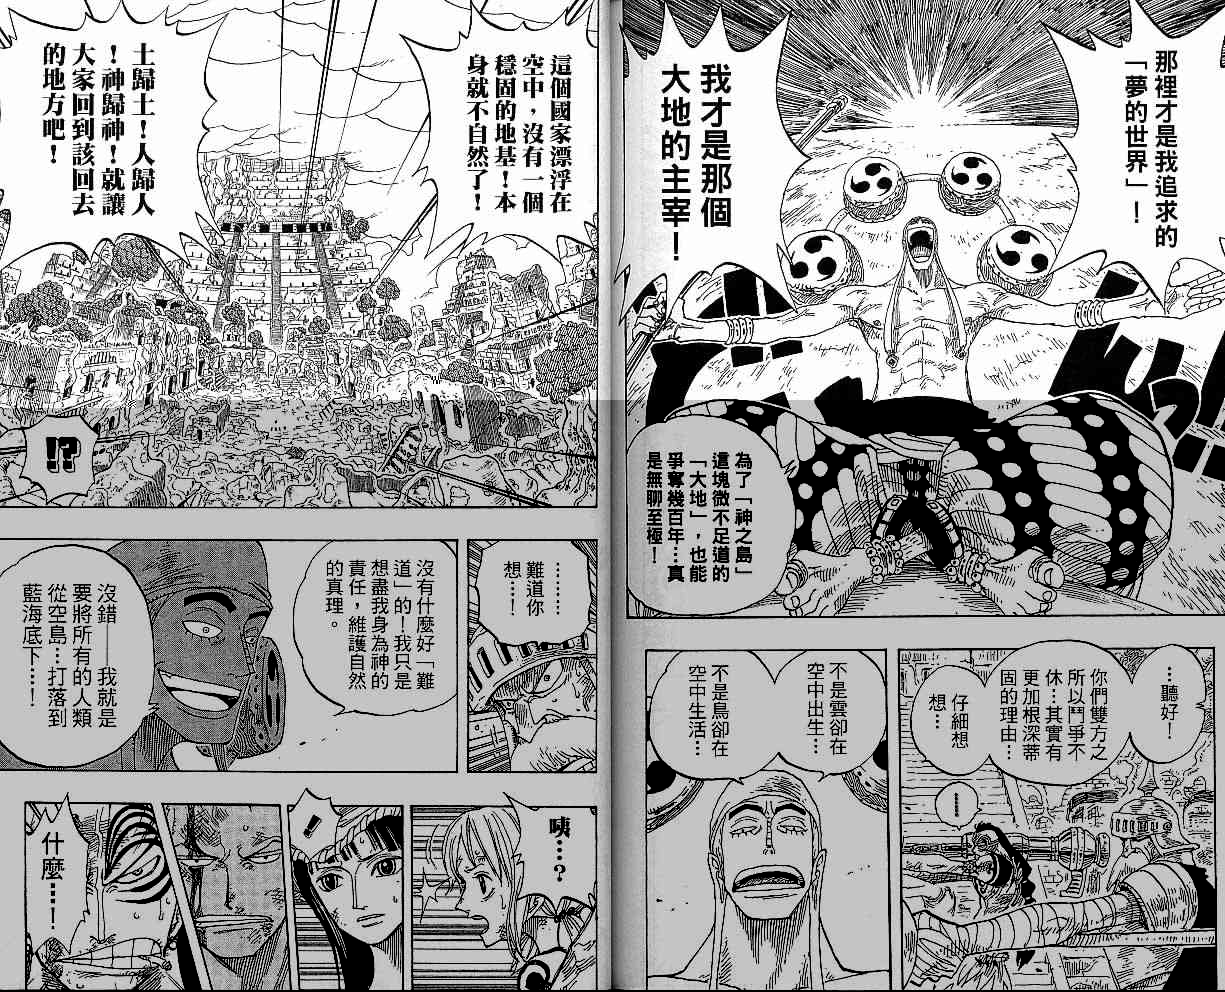 那裡才是我追求的
「夢的世界」！
我才是那個
大地的主宰！
為了「神之島」
這塊微不足道的
「大地」，也能
爭奪幾百年…真
是無聊至極！
…聽好！
你們雙方之
所以鬥爭不
休…其實有
更加根深蒂
固的理由…
仔細想
想…
……
不是雲卻在
空中出生…
不是鳥卻在
空中生活…
這個國家漂浮在
空中，沒有一個
穩固的地基！本
身就不自然了！
土歸土！人歸人
！神歸神！就讓
大家回到該回去
的地方吧！
!?
………
難道你
想…！
沒有什麼好「難
道」的！我只是
想盡我身為神的
責任，維護自然
的真理。
沒錯──我就是
要將所有的人類
從空島…打落到
藍海底下…！
咦…？
！
什麼…！